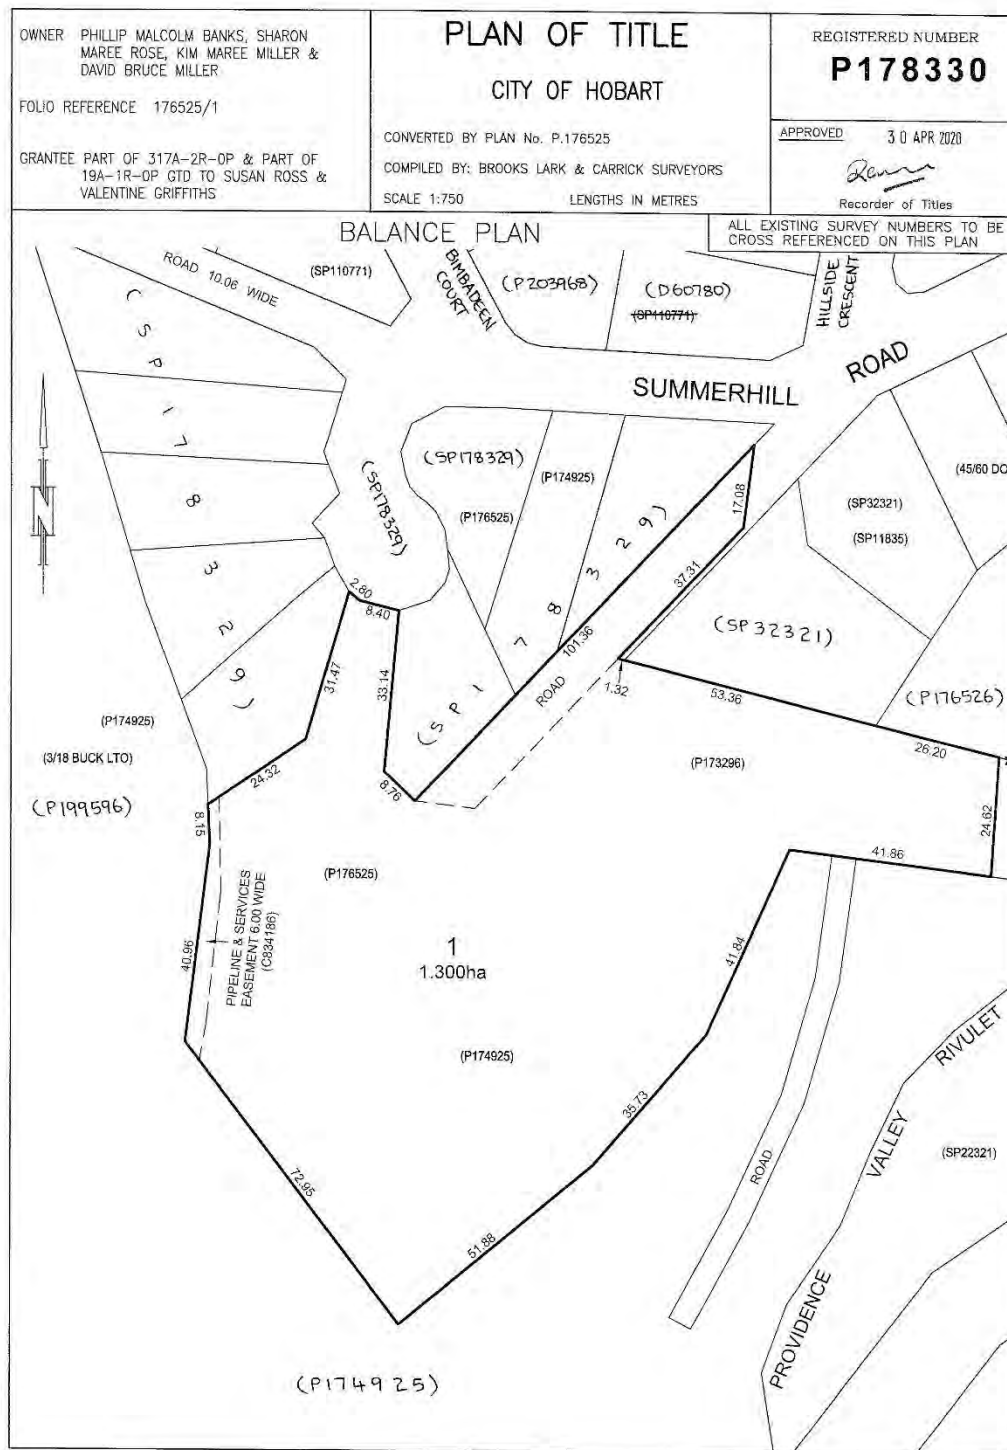 OWNER PHILLIP MALCOLM BANKS, SHARON
MAREE ROSE, KIM MAREE MILLER &
DAVID BRUCE MILLER
FOLIO REFERENCE 176525/1
GRANTEE PART OF 317A-2R-0P & PART OF
19A-1R-0P GTD TO SUSAN ROSS &
VALENTINE GRIFFITHS
PLAN OF TITLE
CITY OF HOBART
CONVERTED BY PLAN No. P.176525
COMPILED BY: BROOKS LARK & CARRICK SURVEYORS
SCALE 1:750 LENGTHS IN METRES
REGISTERED NUMBER
P178330
APPROVED 30 APR 2020
Recorder of Titles
BALANCE PLAN
ALL EXISTING SURVEY NUMBERS TO BE
CROSS REFERENCED ON THIS PLAN
ROAD 10.06 WIDE
(SP110771)
BIMBADEEN
COURT
(P203968)
(D60780)
(SP110771)
HILLSIDE
CRESCENT
SUMMERHILL ROAD
(SP178329)
N
(SP178329)
(SP178329)
(P174925)
(P176525)
(45/60 DO
(SP32321)
(SP11835)
17.08
37.31
(SP178329)
101.36
ROAD
(SP32321)
2.80
8.40
31.47
33.14
1.32
53.36
(P176526)
26.20
(P174925)
(3/18 BUCK LTO)
(P199596)
24.32
8.76
(P173296)
24.62
8.15
41.86
(P176525)
PIPELINE & SERVICES
EASEMENT 6.00 WIDE
(C834186)
40.96
1
1.300ha
41.84
(P174925)
35.73
72.95
51.88
ROAD
PROVIDENCE VALLEY RIVULET
(SP22321)
(P174925)